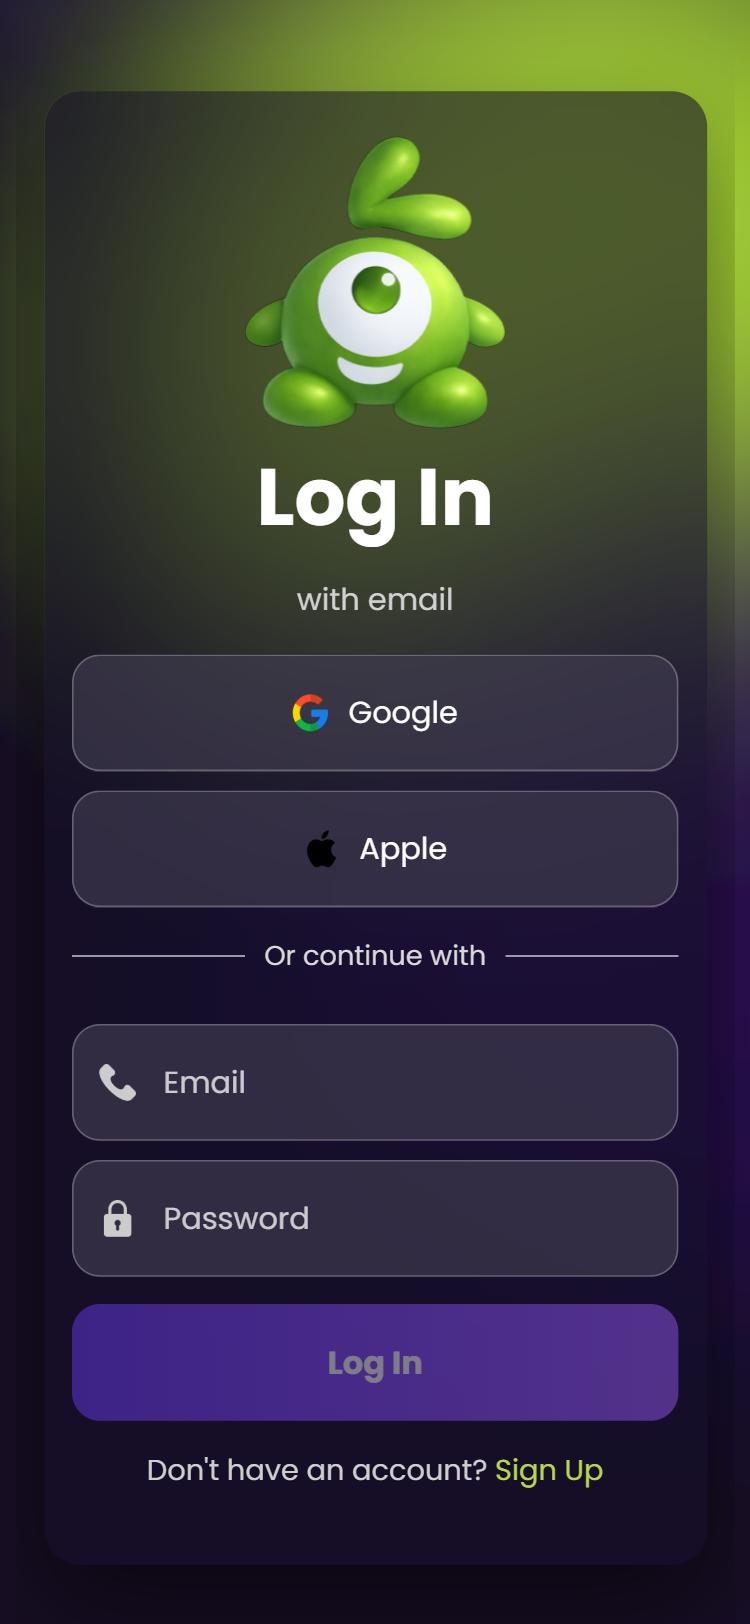 Log In
with email
Google
Apple
Or continue with
Email
Password
Log In
Don't have an account? Sign Up